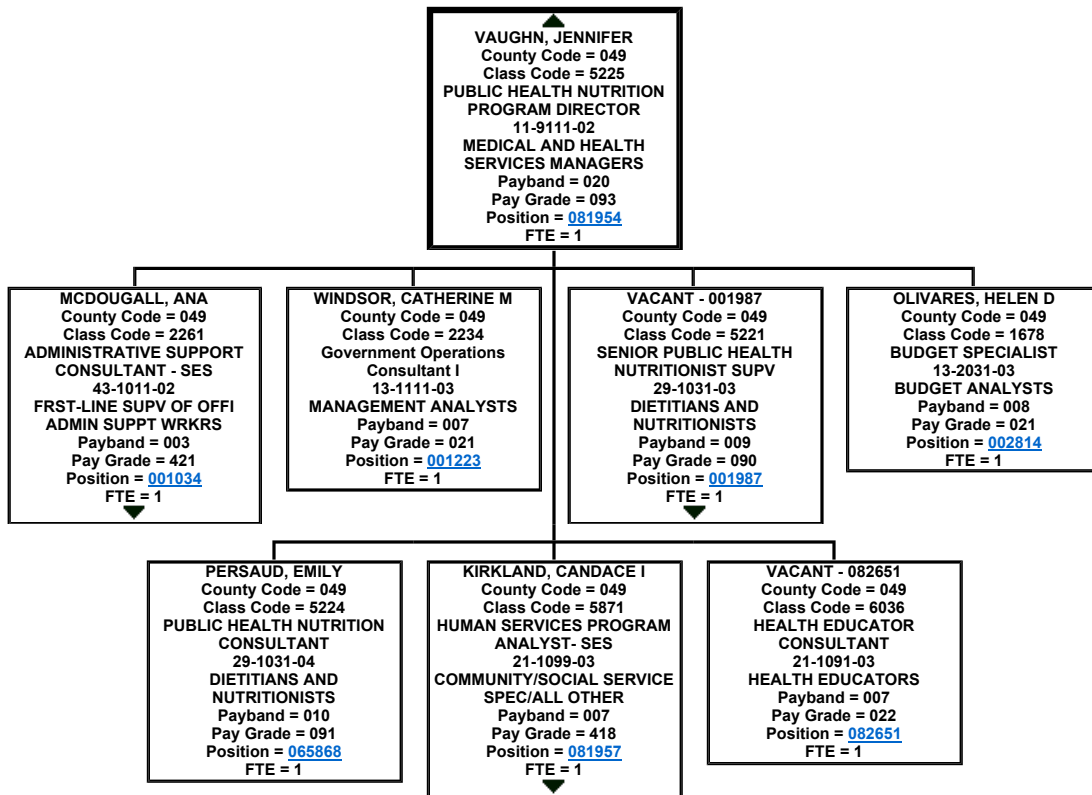 VAUGHN, JENNIFER
County Code = 049
Class Code = 5225
PUBLIC HEALTH NUTRITION
PROGRAM DIRECTOR
11-9111-02
MEDICAL AND HEALTH
SERVICES MANAGERS
Payband = 020
Pay Grade = 093
Position = 081954
FTE = 1
MCDOUGALL, ANA
County Code = 049
Class Code = 2261
ADMINISTRATIVE SUPPORT
CONSULTANT - SES
43-1011-02
FRST-LINE SUPV OF OFFI
ADMIN SUPPT WRKRS
Payband = 003
Pay Grade = 421
Position = 001034
FTE = 1
WINDSOR, CATHERINE M
County Code = 049
Class Code = 2234
Government Operations
Consultant I
13-1111-03
MANAGEMENT ANALYSTS
Payband = 007
Pay Grade = 021
Position = 001223
FTE = 1
VACANT - 001987
County Code = 049
Class Code = 5221
SENIOR PUBLIC HEALTH
NUTRITIONIST SUPV
29-1031-03
DIETITIANS AND
NUTRITIONISTS
Payband = 009
Pay Grade = 090
Position = 001987
FTE = 1
OLIVARES, HELEN D
County Code = 049
Class Code = 1678
BUDGET SPECIALIST
13-2031-03
BUDGET ANALYSTS
Payband = 008
Pay Grade = 021
Position = 002814
FTE = 1
PERSAUD, EMILY
County Code = 049
Class Code = 5224
PUBLIC HEALTH NUTRITION
CONSULTANT
29-1031-04
DIETITIANS AND
NUTRITIONISTS
Payband = 010
Pay Grade = 091
Position = 065868
FTE = 1
KIRKLAND, CANDACE I
County Code = 049
Class Code = 5871
HUMAN SERVICES PROGRAM
ANALYST- SES
21-1099-03
COMMUNITY/SOCIAL SERVICE
SPEC/ALL OTHER
Payband = 007
Pay Grade = 418
Position = 081957
FTE = 1
VACANT - 082651
County Code = 049
Class Code = 6036
HEALTH EDUCATOR
CONSULTANT
21-1091-03
HEALTH EDUCATORS
Payband = 007
Pay Grade = 022
Position = 082651
FTE = 1